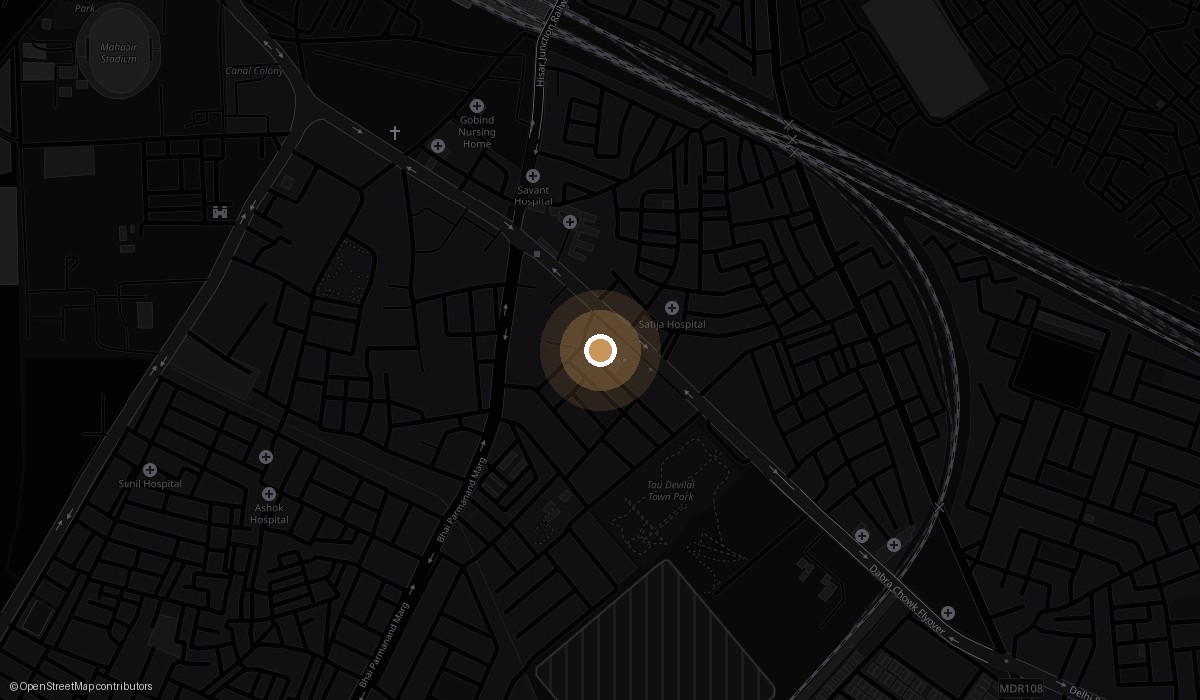 Park
Mahabir
Stadium
Canal Colony
Hisar Junction Railw
Gobind
Nursing
Home
Savant
Hospital
Satija Hospital
Sunil Hospital
Ashok
Hospital
Bhai Parmanand Marg
Tau Devilal
Town Park
Bhai Parmanand Marg
Dabra Chowk Flyover
MDR108
Delhi
© OpenStreetMap contributors